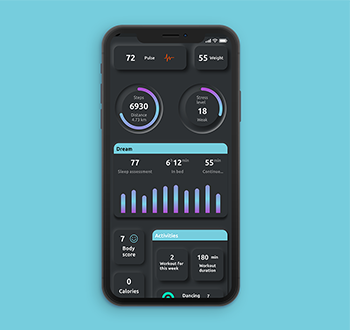 72 Pulse
55 Weight
Steps
6930
Distance
4.73 km
Stress
level
18
Weak
Dream
77
Sleep assessment
6°12 min
In bed
55 min
Continuous...
Activities
7
Body
score
2
Workout for
this week
180 min
Workout
duration
0
Calories
Dancing